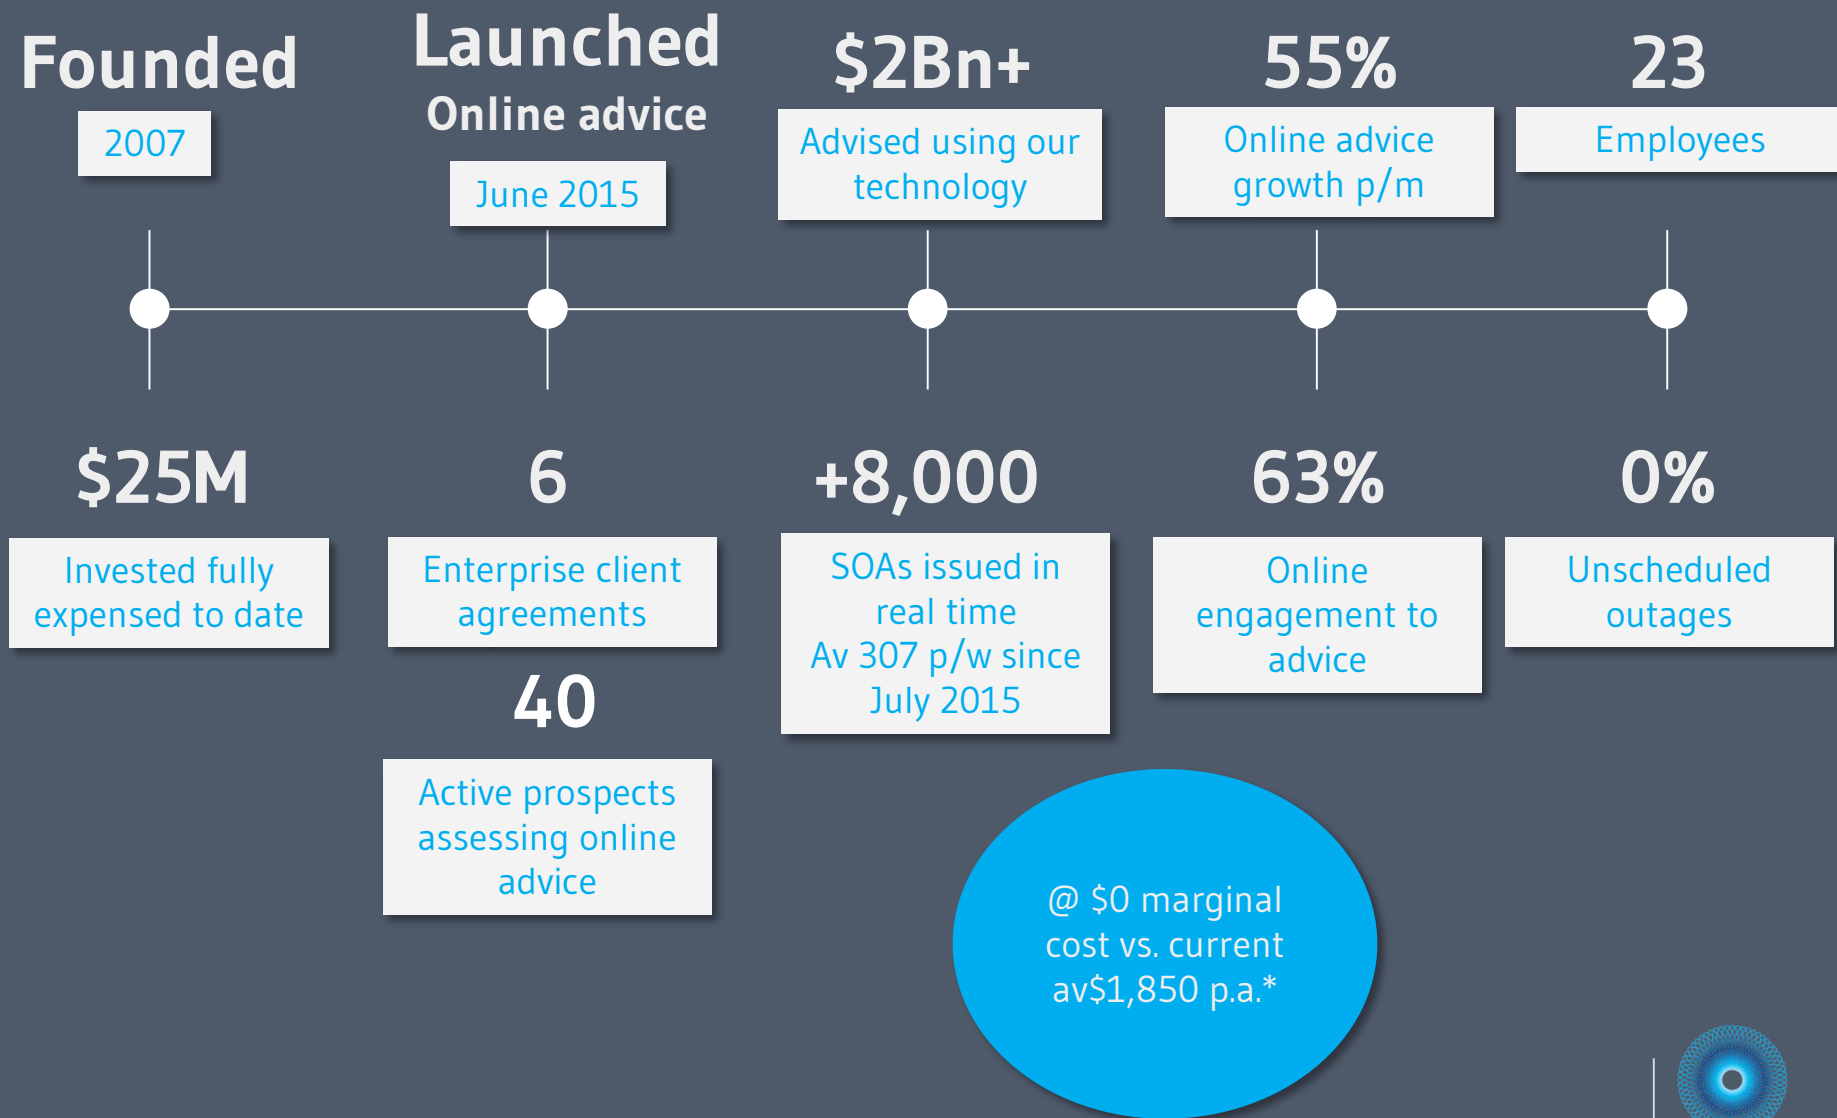 Founded
2007
Launched
Online advice
June 2015
$2Bn+
Advised using our
technology
55%
Online advice
growth p/m
23
Employees
$25M
Invested fully
expensed to date
6
Enterprise client
agreements
40
Active prospects
assessing online
advice
+8,000
SOAs issued in
real time
Av 307 p/w since
July 2015
63%
Online
engagement to
advice
0%
Unscheduled
outages
@ $0 marginal
cost vs. current
av$1,850 p.a.*